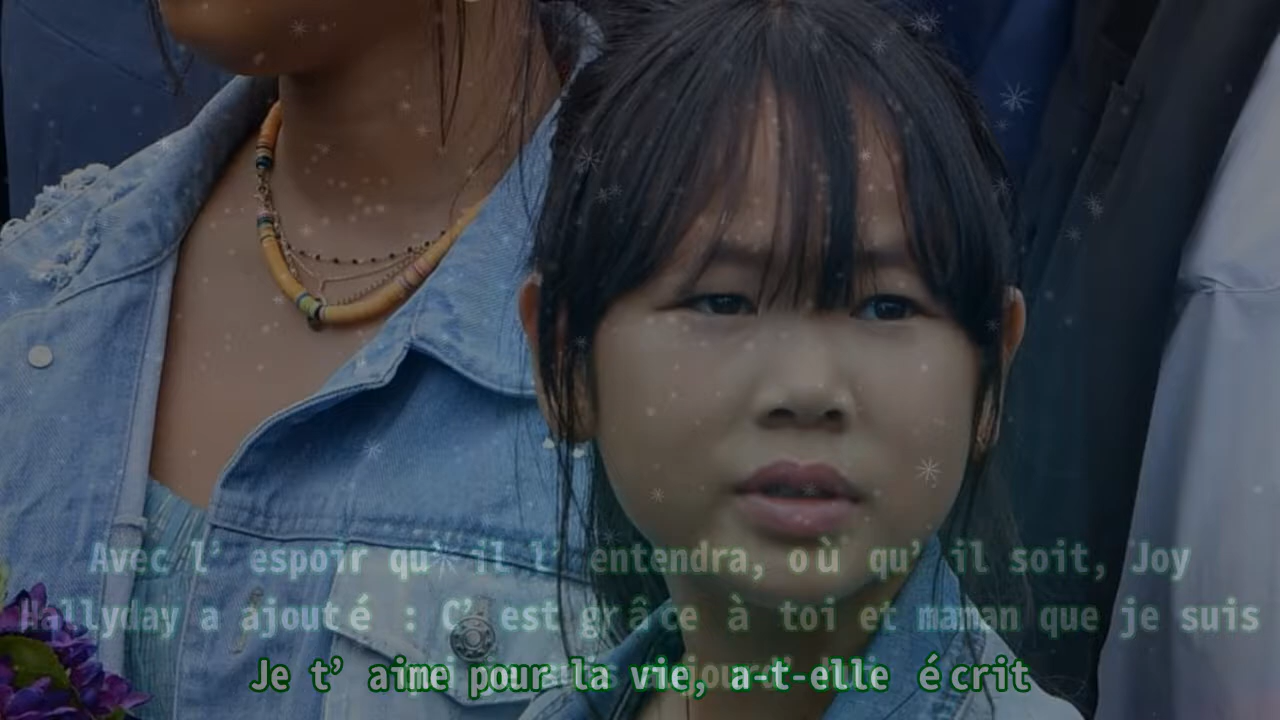 Avec l’ espoir qu’ il l’ entendra, où qu’ il soit, Joy
Hallyday a ajouté : C’ est grâce à toi et maman que je suis
Je t’ aime pour la vie, a-t-elle écrit